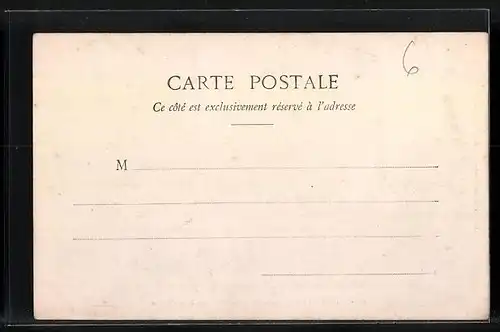 6
CARTE POSTALE
Ce côté est exclusivement réservé à l'adresse
M